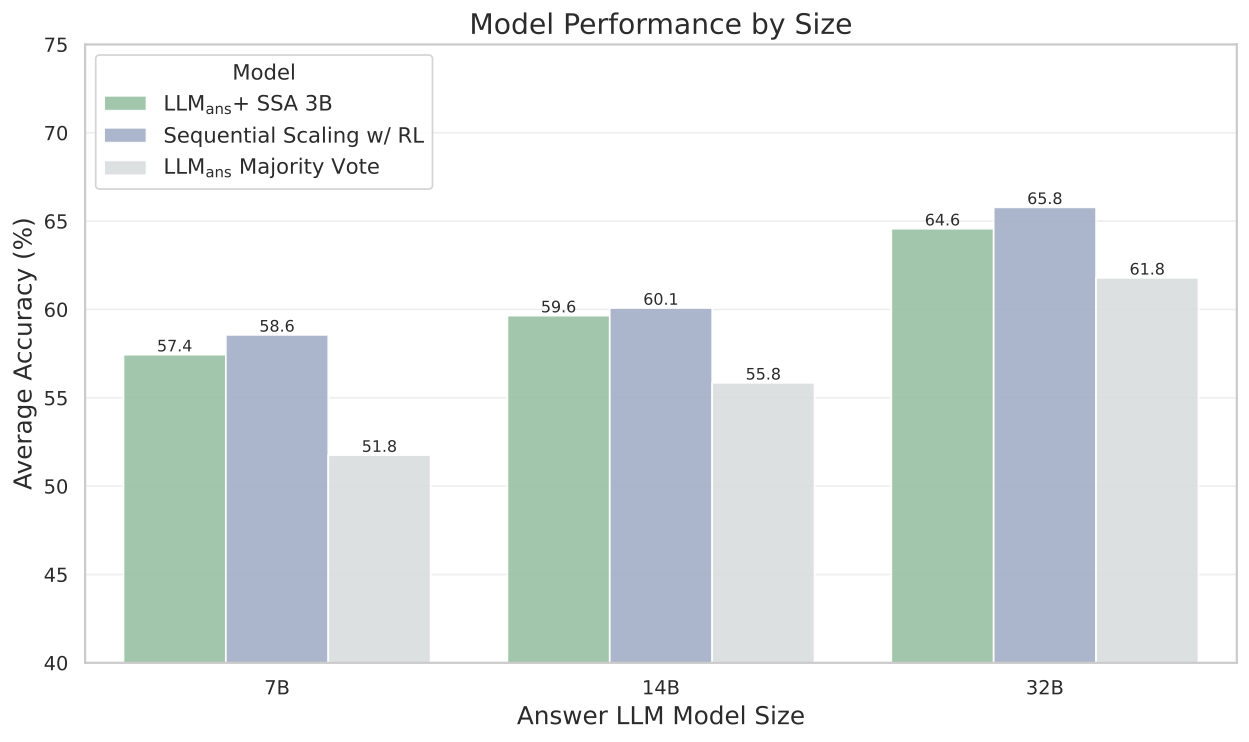 Model Performance by Size
Average Accuracy (%)
75
70
65
60
55
50
45
40
Model
LLMans+ SSA 3B
Sequential Scaling w/ RL
LLMans Majority Vote
57.4
58.6
51.8
59.6
60.1
55.8
64.6
65.8
61.8
7B
14B
32B
Answer LLM Model Size